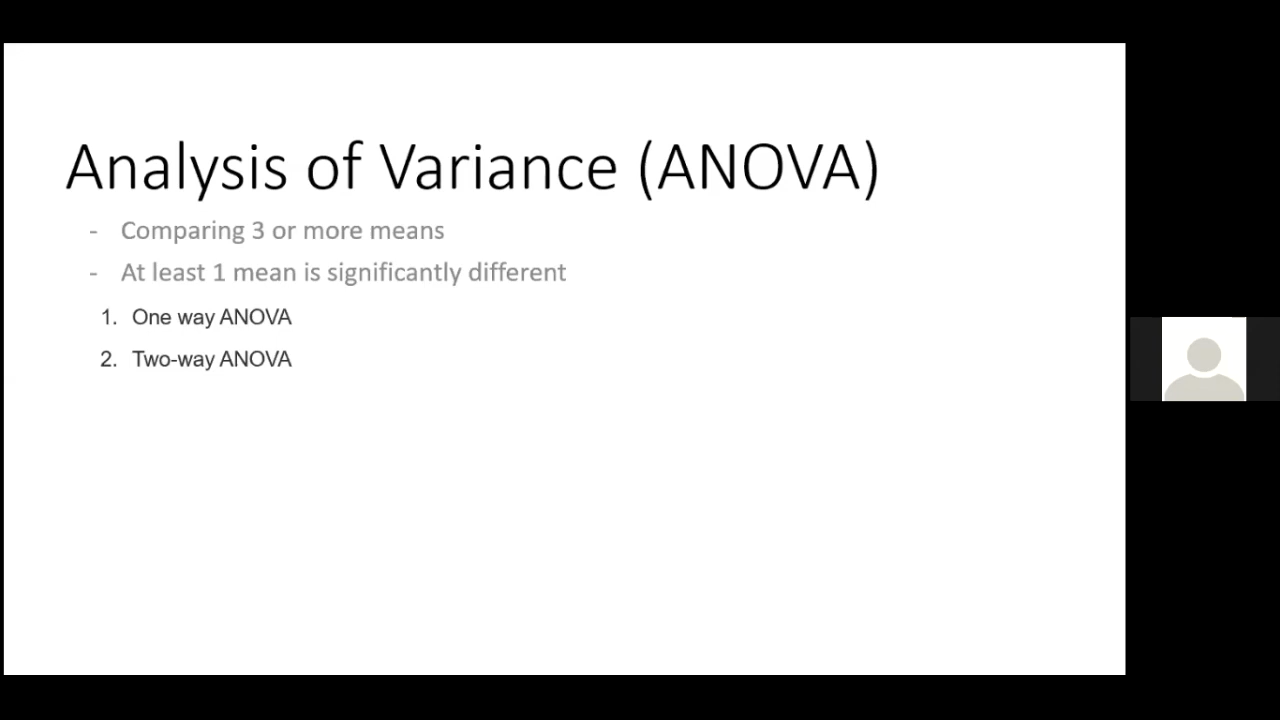 Analysis of Variance (ANOVA)
- Comparing 3 or more means
- At least 1 mean is significantly different
1. One way ANOVA
2. Two-way ANOVA